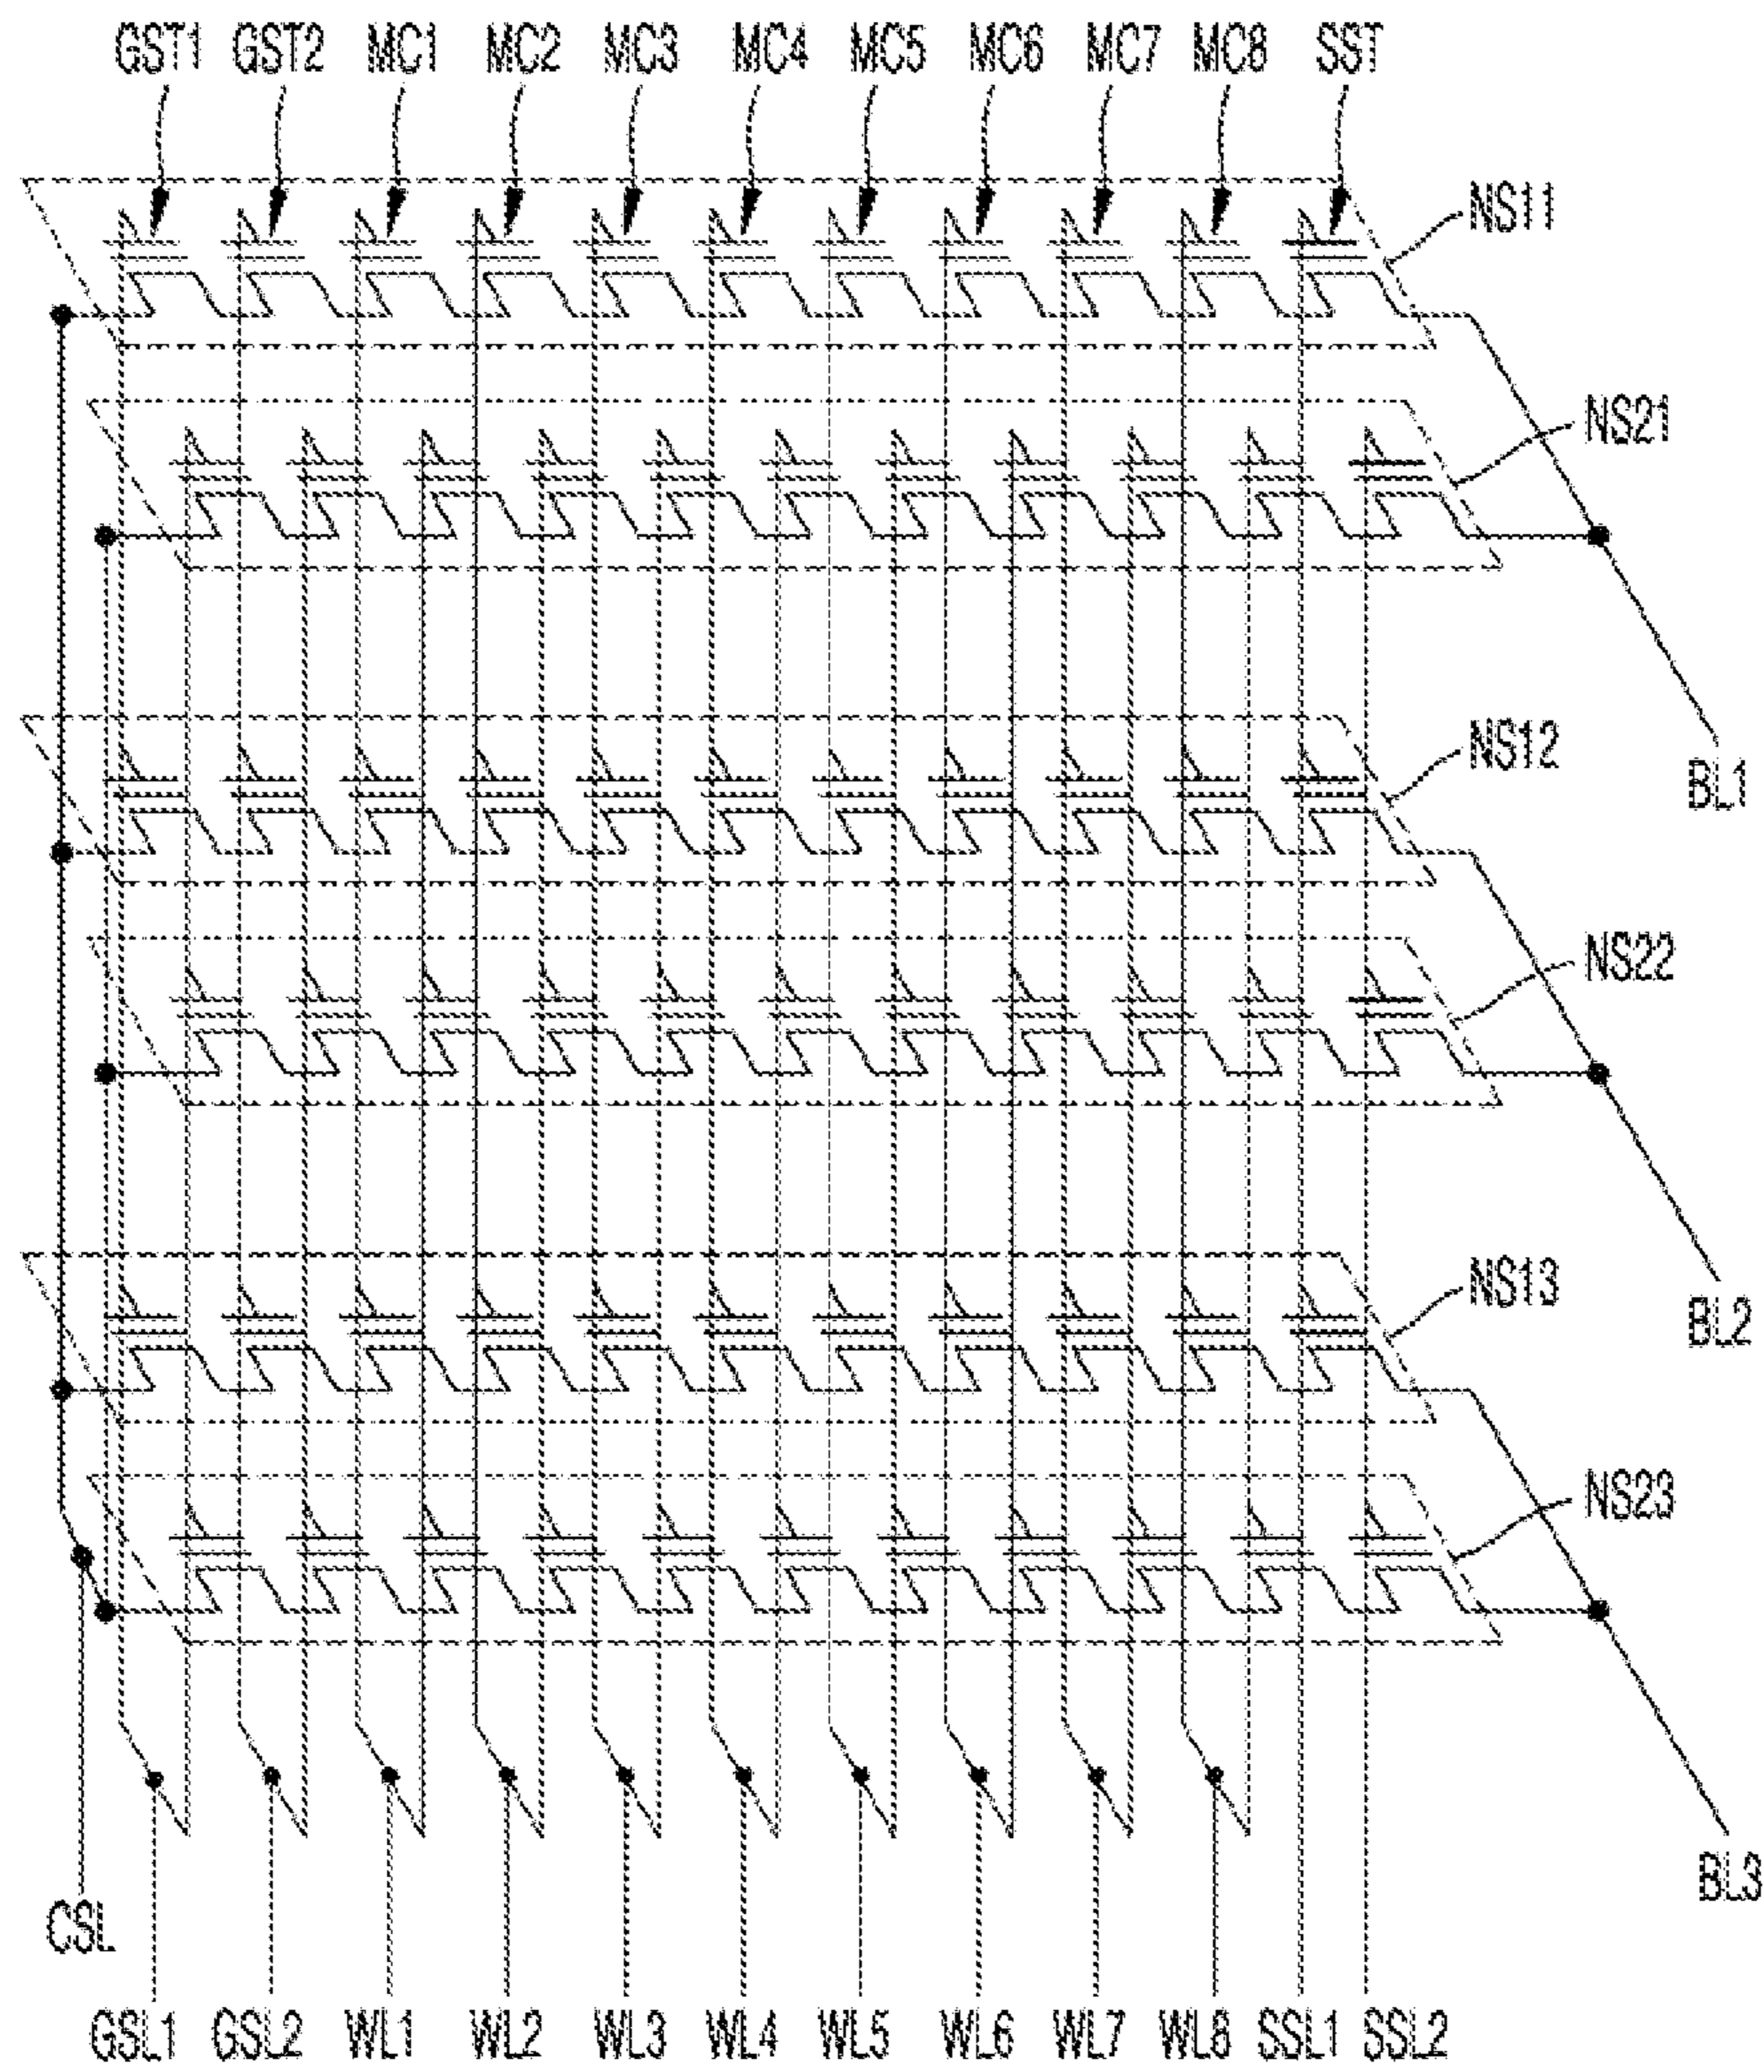 GST1 GST2 MC1 MC2 MC3 MC4 MC5 MC6 MC7 MC8 SST
NS11
NS21
NS12
BL1
NS22
NS13
BL2
NS23
BL3
CSL
GSL1 GSL2 WL1 WL2 WL3 WL4 WL5 WL6 WL7 WL8 SSL1 SSL2